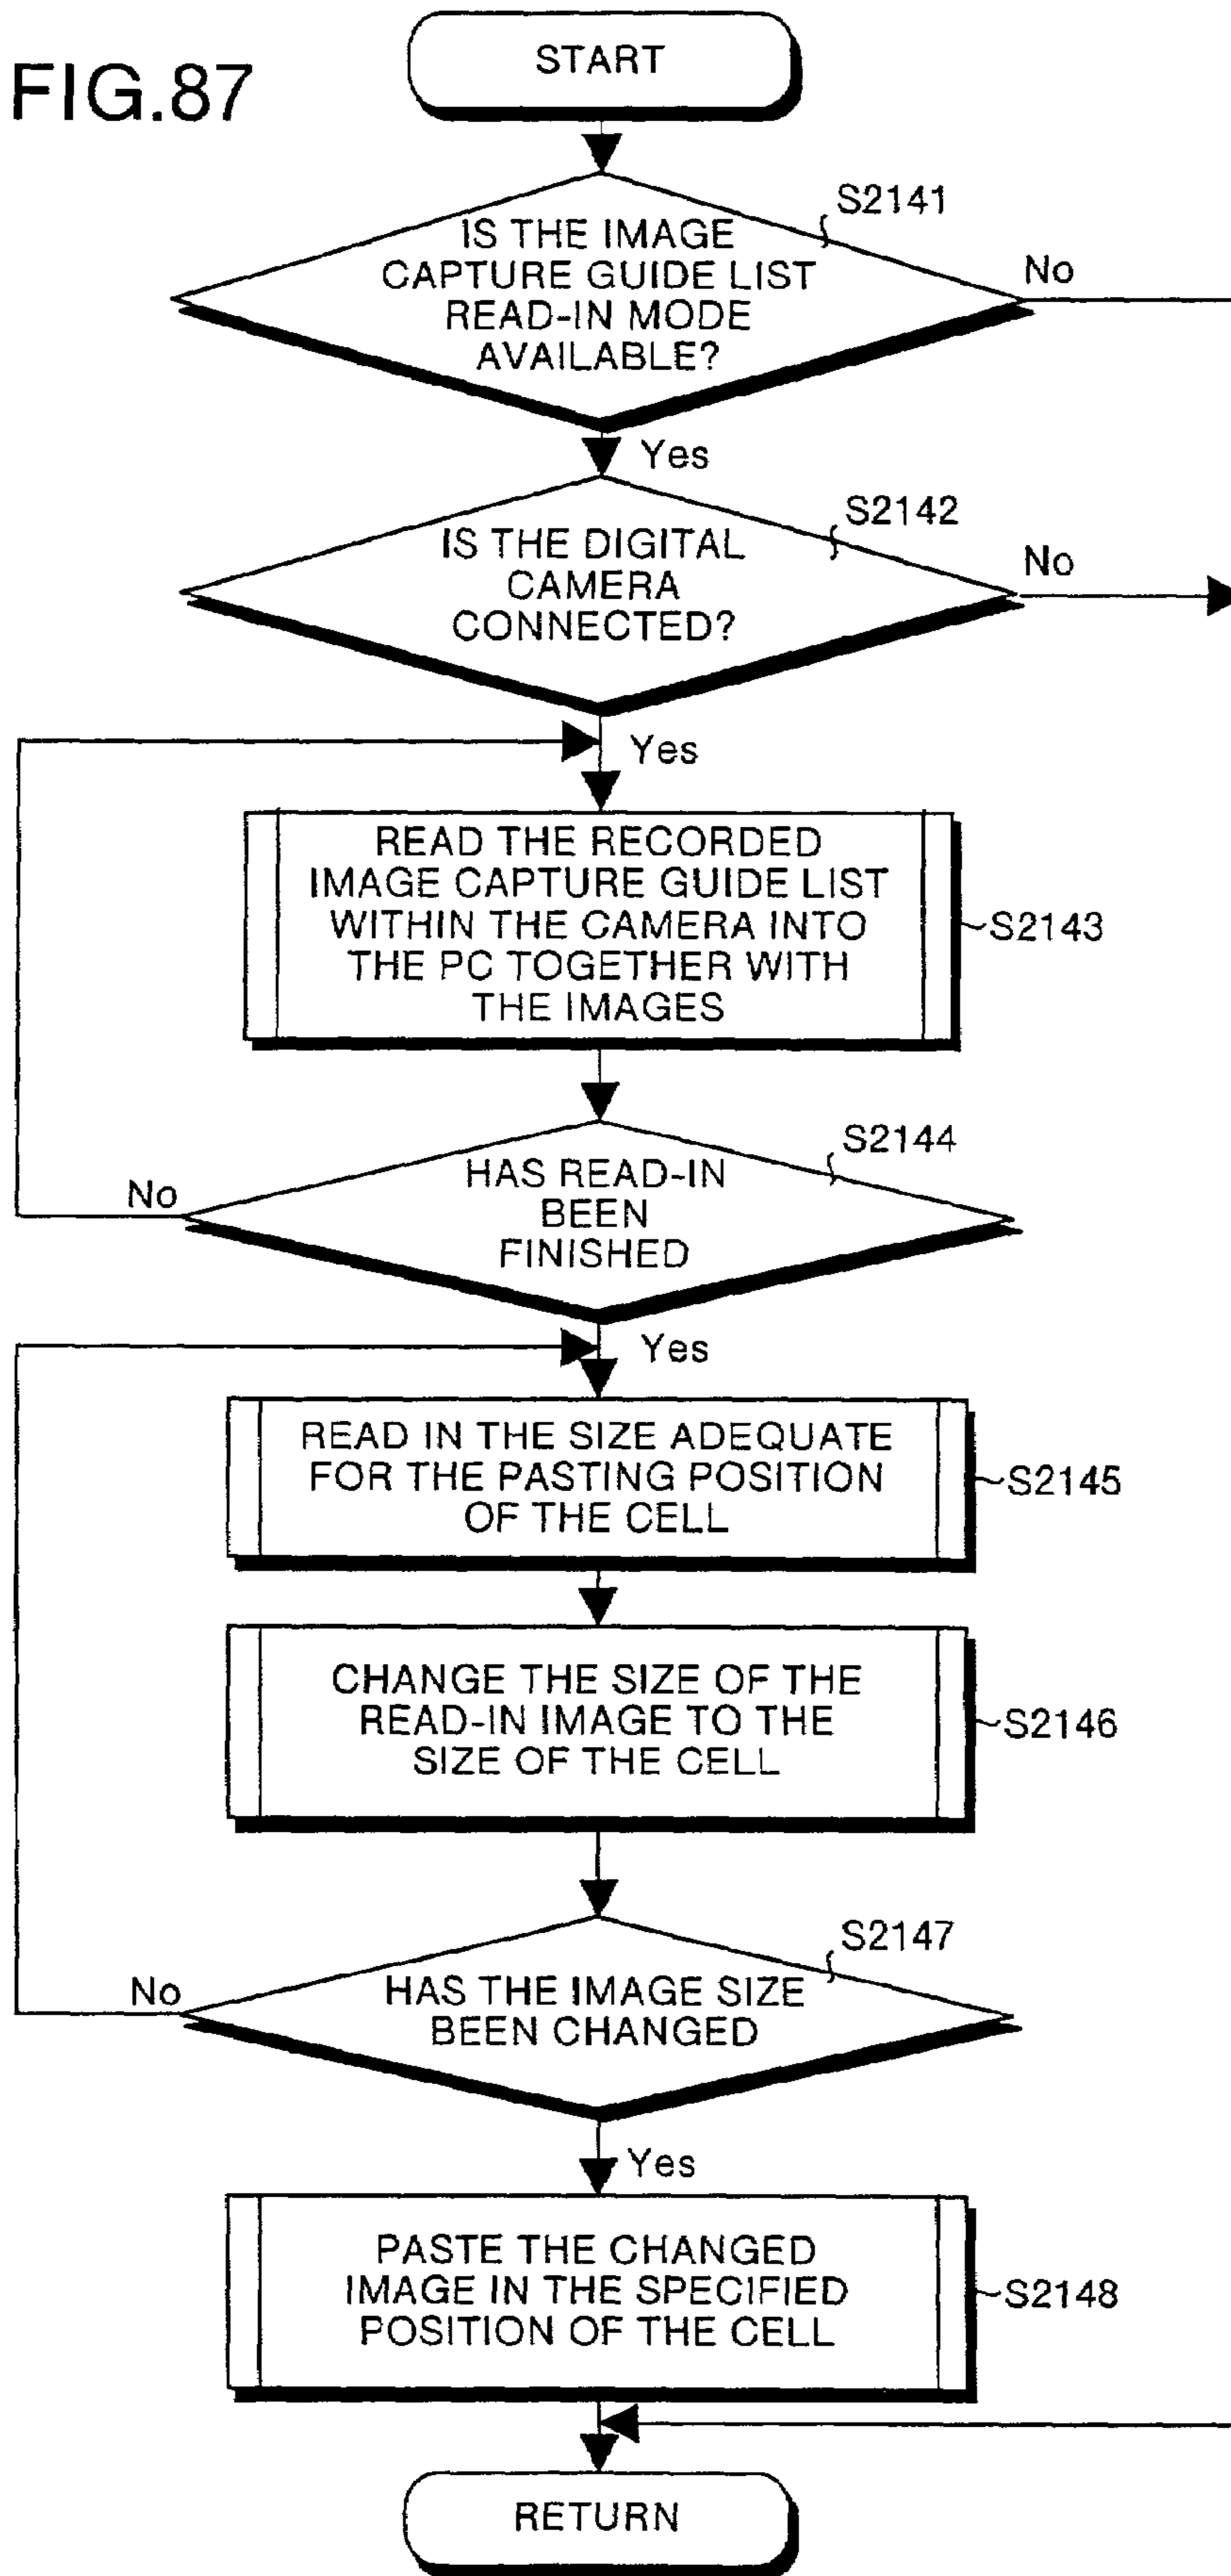 FIG.87
START
S2141
IS THE IMAGE
CAPTURE GUIDE LIST
READ-IN MODE
AVAILABLE?
No
Yes
S2142
IS THE DIGITAL
CAMERA
CONNECTED?
No
Yes
READ THE RECORDED
IMAGE CAPTURE GUIDE LIST
WITHIN THE CAMERA INTO
THE PC TOGETHER WITH
THE IMAGES
S2143
S2144
HAS READ-IN
BEEN
FINISHED
No
Yes
READ IN THE SIZE ADEQUATE
FOR THE PASTING POSITION
OF THE CELL
S2145
CHANGE THE SIZE OF THE
READ-IN IMAGE TO THE
SIZE OF THE CELL
S2146
S2147
HAS THE IMAGE SIZE
BEEN CHANGED
No
Yes
PASTE THE CHANGED
IMAGE IN THE SPECIFIED
POSITION OF THE CELL
S2148
RETURN